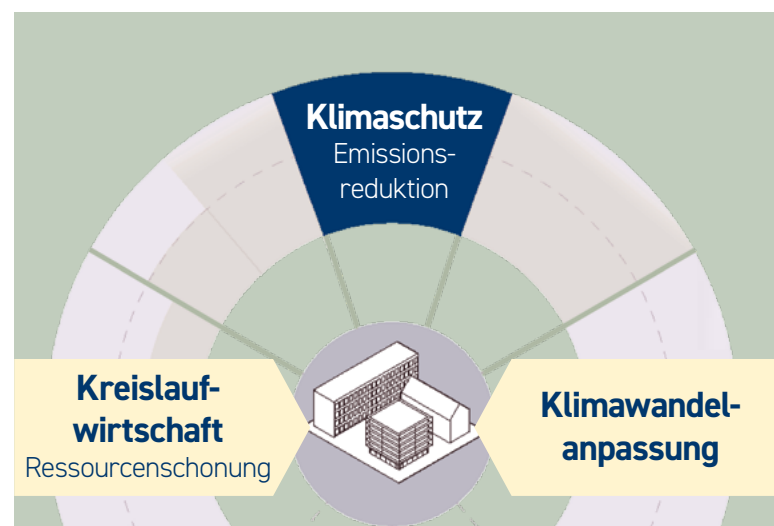 Klimaschutz
Emissions-
reduktion
Kreislauf-
wirtschaft
Ressourcenschonung
Klimawandel-
anpassung